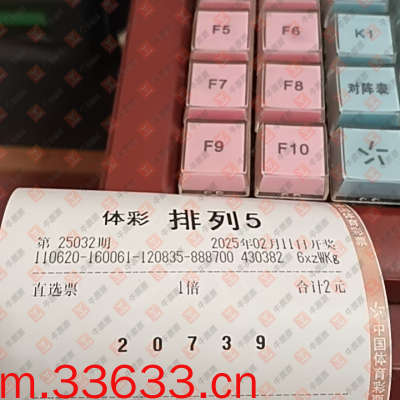 F5 F6 K1
F7 F8 对阵表
F9 F10
体彩 排列5
第 25032期 2025年02月11日开奖
110620-160061-120835-888700 430382 6xzWKg
直选票 1倍 合计2元
2 0 7 3 9
中国体育彩
m.33633.cn